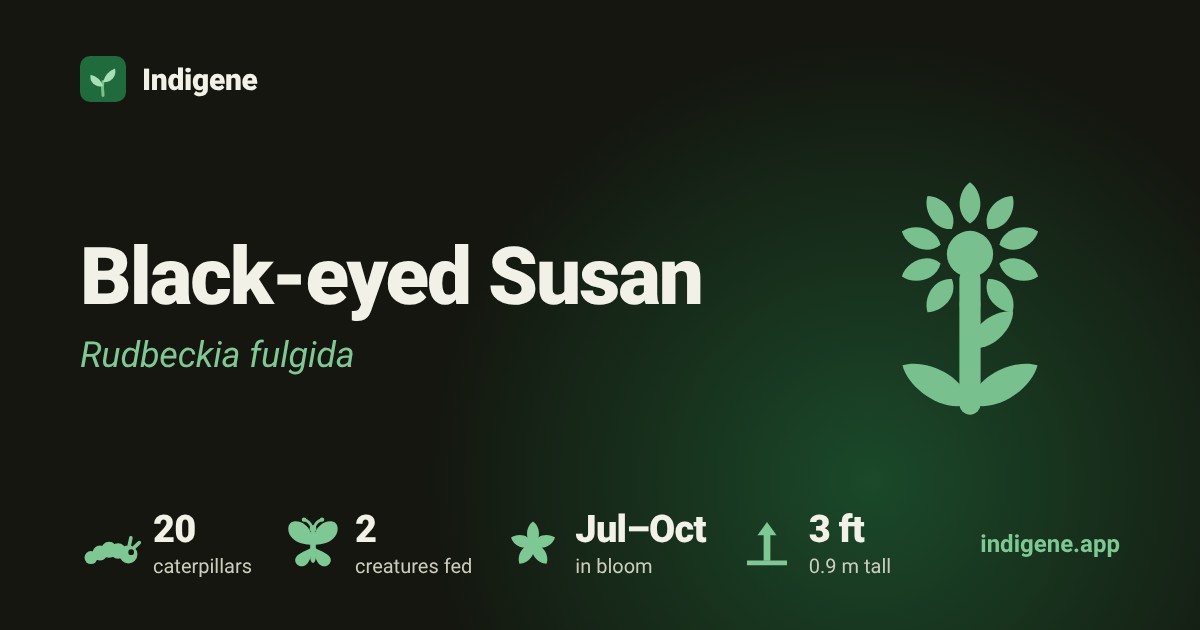 Indigene
Black-eyed Susan
Rudbeckia fulgida
20
caterpillars
2
creatures fed
Jul–Oct
in bloom
3 ft
0.9 m tall
indigene.app